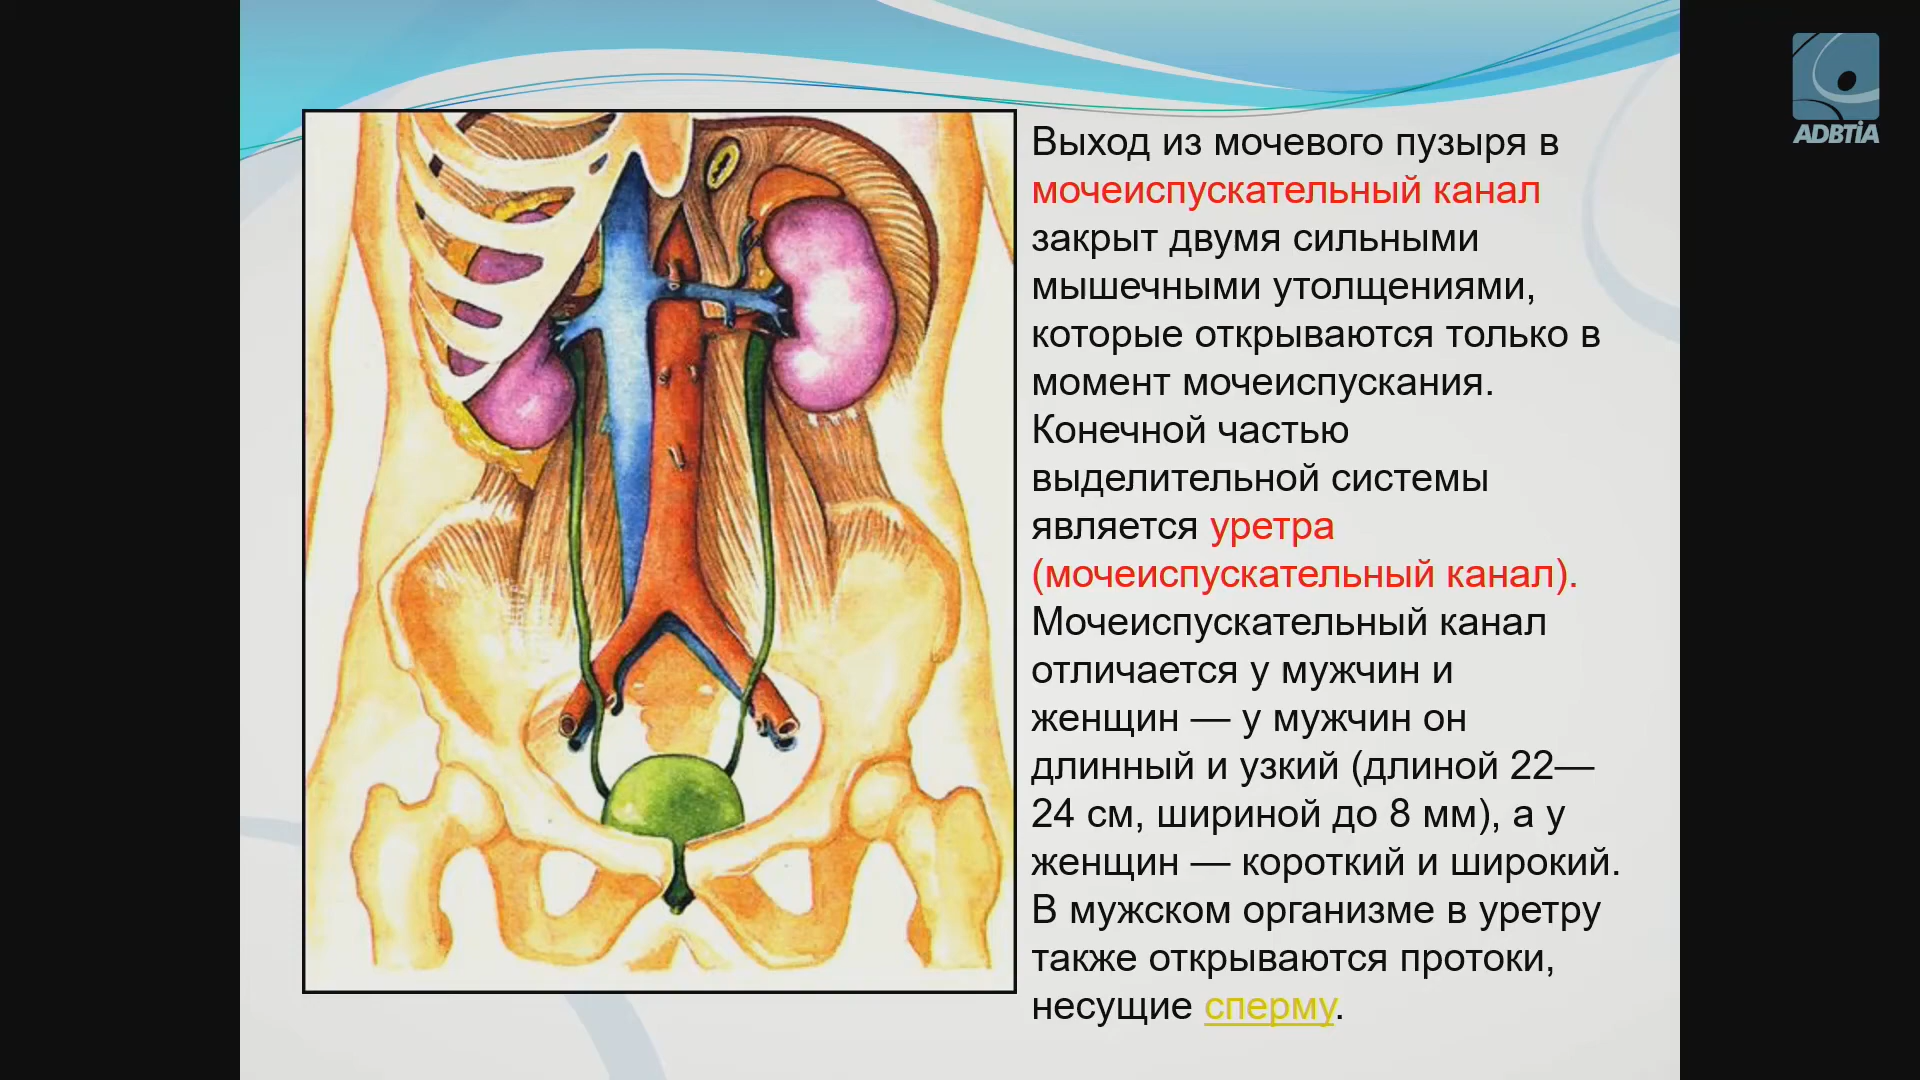 Выход из мочевого пузыря в
мочеиспускательный канал
закрыт двумя сильными
мышечными утолщениями,
которые открываются только в
момент мочеиспускания.
Конечной частью
выделительной системы
является уретра
(мочеиспускательный канал).
Мочеиспускательный канал
отличается у мужчин и
женщин — у мужчин он
длинный и узкий (длиной 22—
24 см, шириной до 8 мм), а у
женщин — короткий и широкий.
В мужском организме в уретру
также открываются протоки,
несущие сперму.
ADBTİA